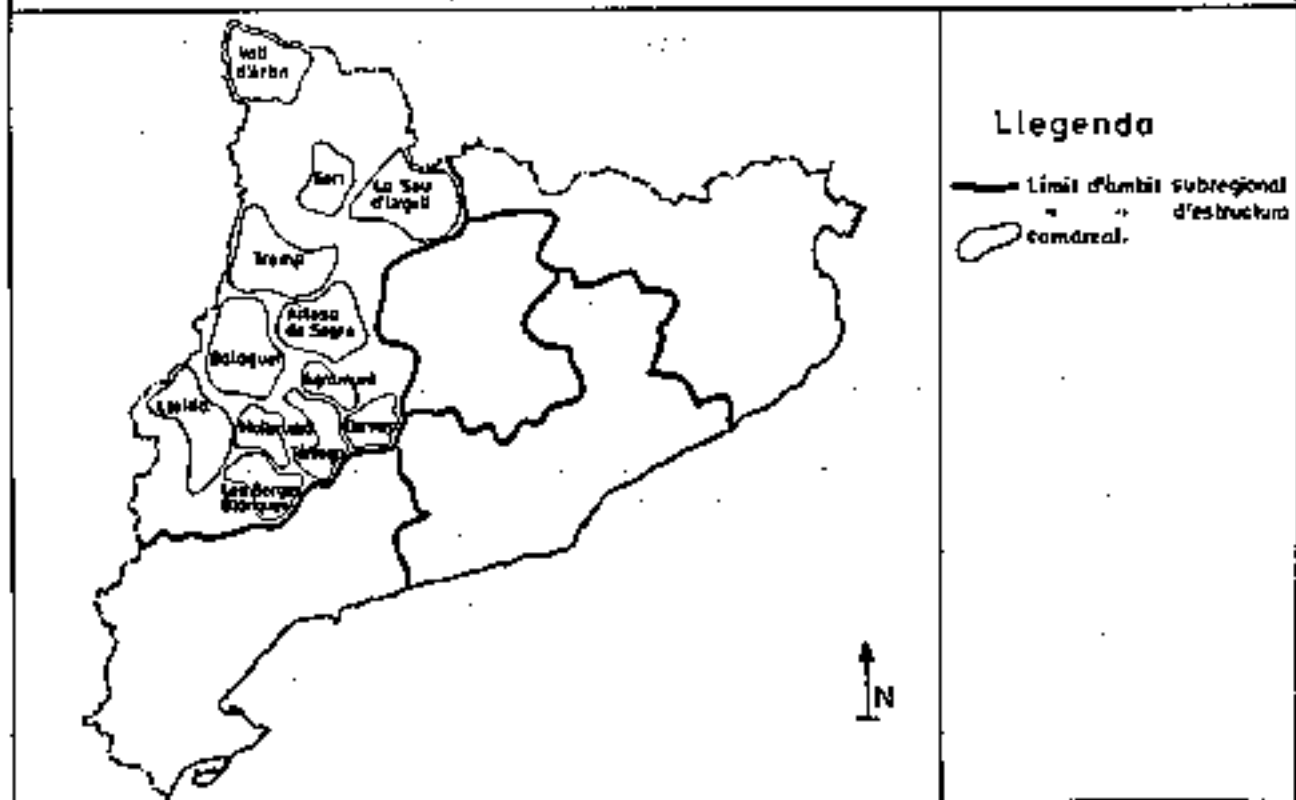 Vall
d'Aran
Sort
La Seu
d'Urgell
Tremp
Artesa
de Segre
Balaguer
Agramunt
Lleida
Mollerussa
Cervera
Tàrrega
Les Borges
Blanques
N
Llegenda
Límit d'àmbit subregional
" " d'estructura
comarcal.